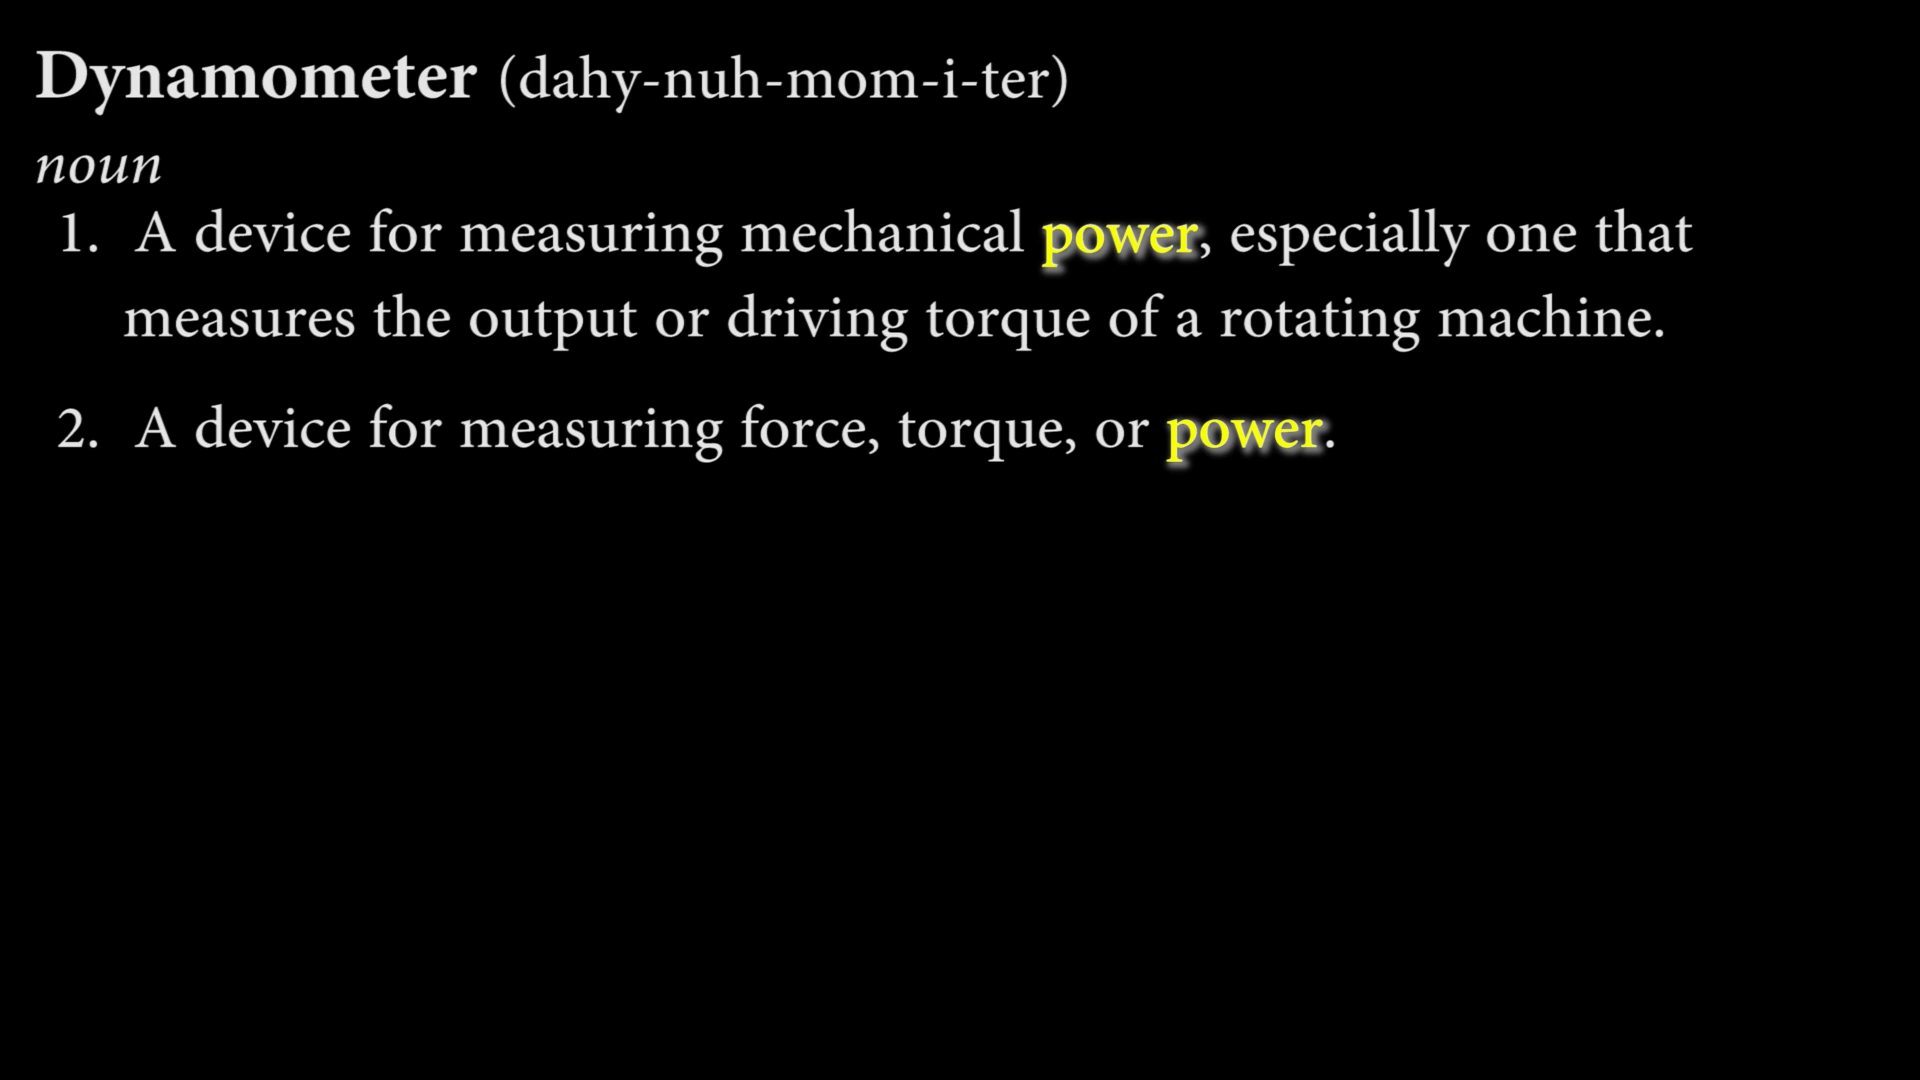 Dynamometer (dahy-nuh-mom-i-ter)
noun
1. A device for measuring mechanical power, especially one that
measures the output or driving torque of a rotating machine.
2. A device for measuring force, torque, or power.